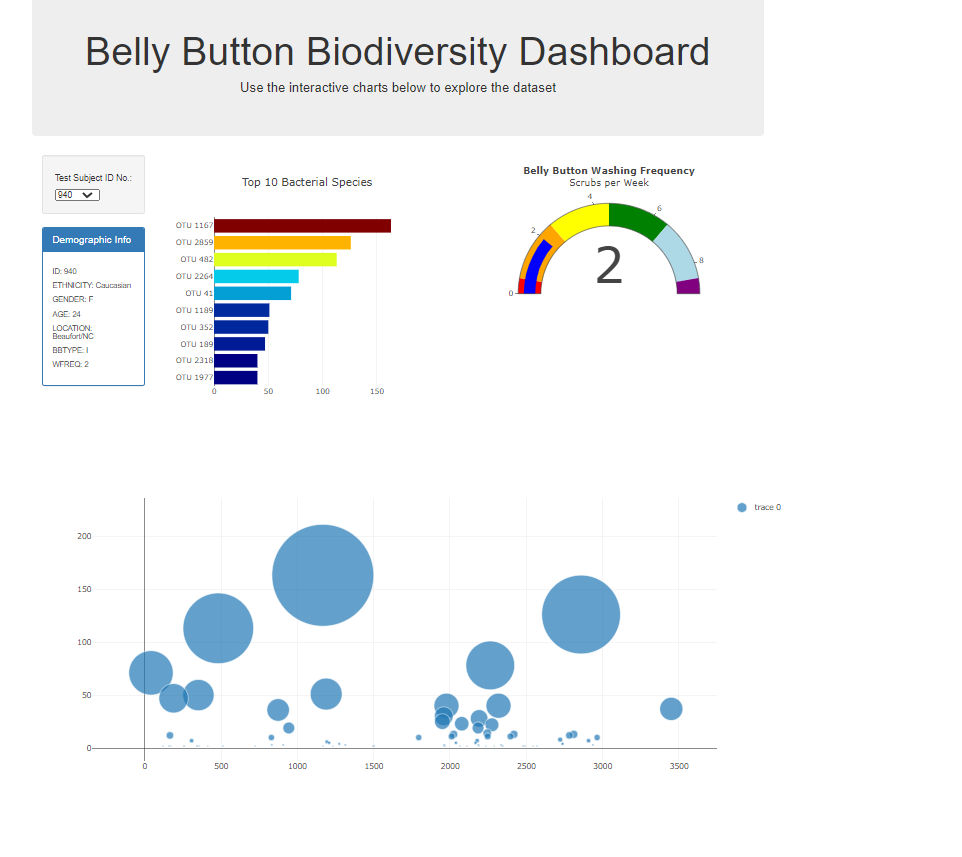 Belly Button Biodiversity Dashboard
Use the interactive charts below to explore the dataset
Test Subject ID No.:
940
Demographic Info
ID: 940
ETHNICITY: Caucasian
GENDER: F
AGE: 24
LOCATION:
Beaufort/NC
BBTYPE: I
WFREQ: 2
Top 10 Bacterial Species
OTU 1167
OTU 2859
OTU 482
OTU 2264
OTU 41
OTU 1189
OTU 352
OTU 189
OTU 2318
OTU 1977
0 50 100 150
Belly Button Washing Frequency
Scrubs per Week
0
2
4
6
8
2
trace 0
200
150
100
50
0
0 500 1000 1500 2000 2500 3000 3500